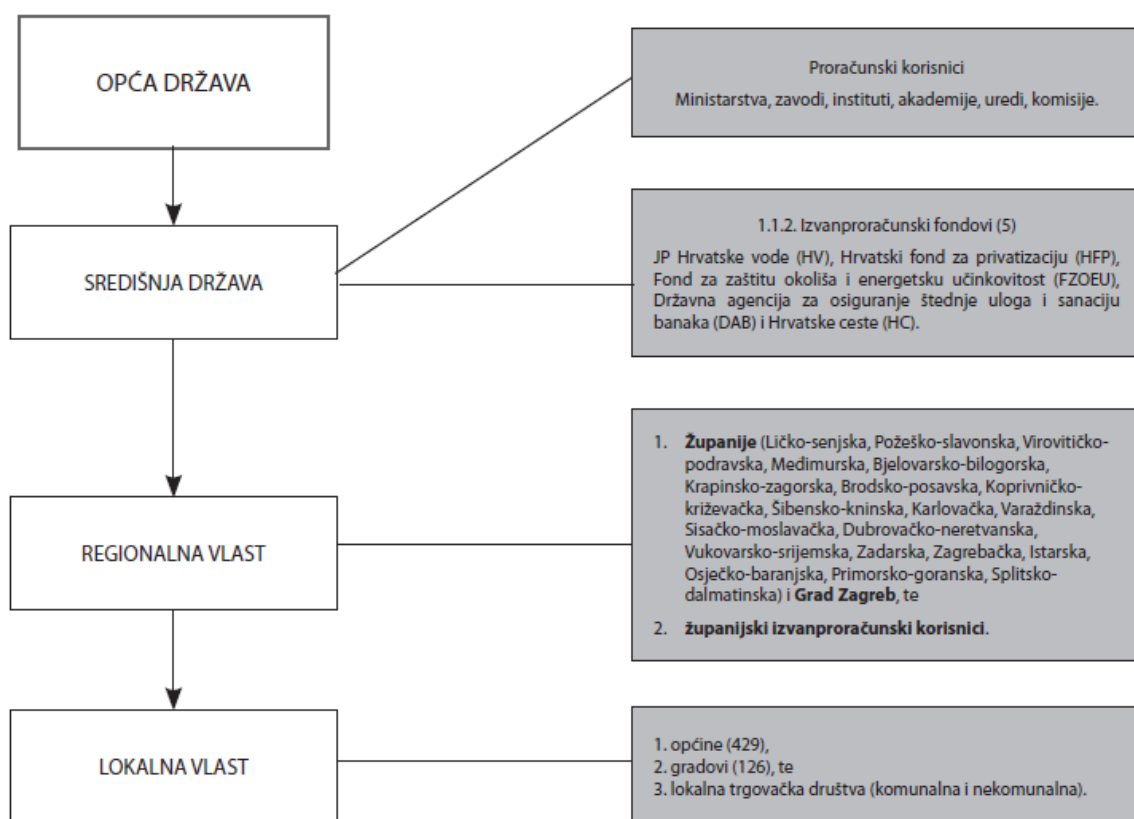 OPĆA DRŽAVA
Proračunski korisnici
Ministarstva, zavodi, instituti, akademije, uredi, komisije.
SREDIŠNJA DRŽAVA
1.1.2. Izvanproračunski fondovi (5)
JP Hrvatske vode (HV), Hrvatski fond za privatizaciju (HFP),
Fond za zaštitu okoliša i energetsku učinkovitost (FZOEU),
Državna agencija za osiguranje štednje uloga i sanaciju
banaka (DAB) i Hrvatske ceste (HC).
REGIONALNA VLAST
1. Županije (Ličko-senjska, Požeško-slavonska, Virovitičko-
podravska, Međimurska, Bjelovarsko-bilogorska,
Krapinsko-zagorska, Brodsko-posavska, Koprivničko-
križevačka, Šibensko-kninska, Karlovačka, Varaždinska,
Sisačko-moslavačka, Dubrovačko-neretvanska,
Vukovarsko-srijemska, Zadarska, Zagrebačka, Istarska,
Osječko-baranjska, Primorsko-goranska, Splitsko-
dalmatinska) i Grad Zagreb, te
2. županijski izvanproračunski korisnici.
LOKALNA VLAST
1. općine (429),
2. gradovi (126), te
3. lokalna trgovačka društva (komunalna i nekomunalna).